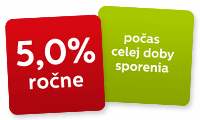 5,0%
ročne
počas
celej doby
sporenia